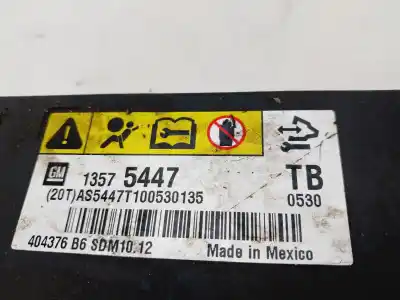 GM
1357 5447 TB
(20T)AS5447T100530135 0530
404376 B6 SDM10.12 Made in Mexico